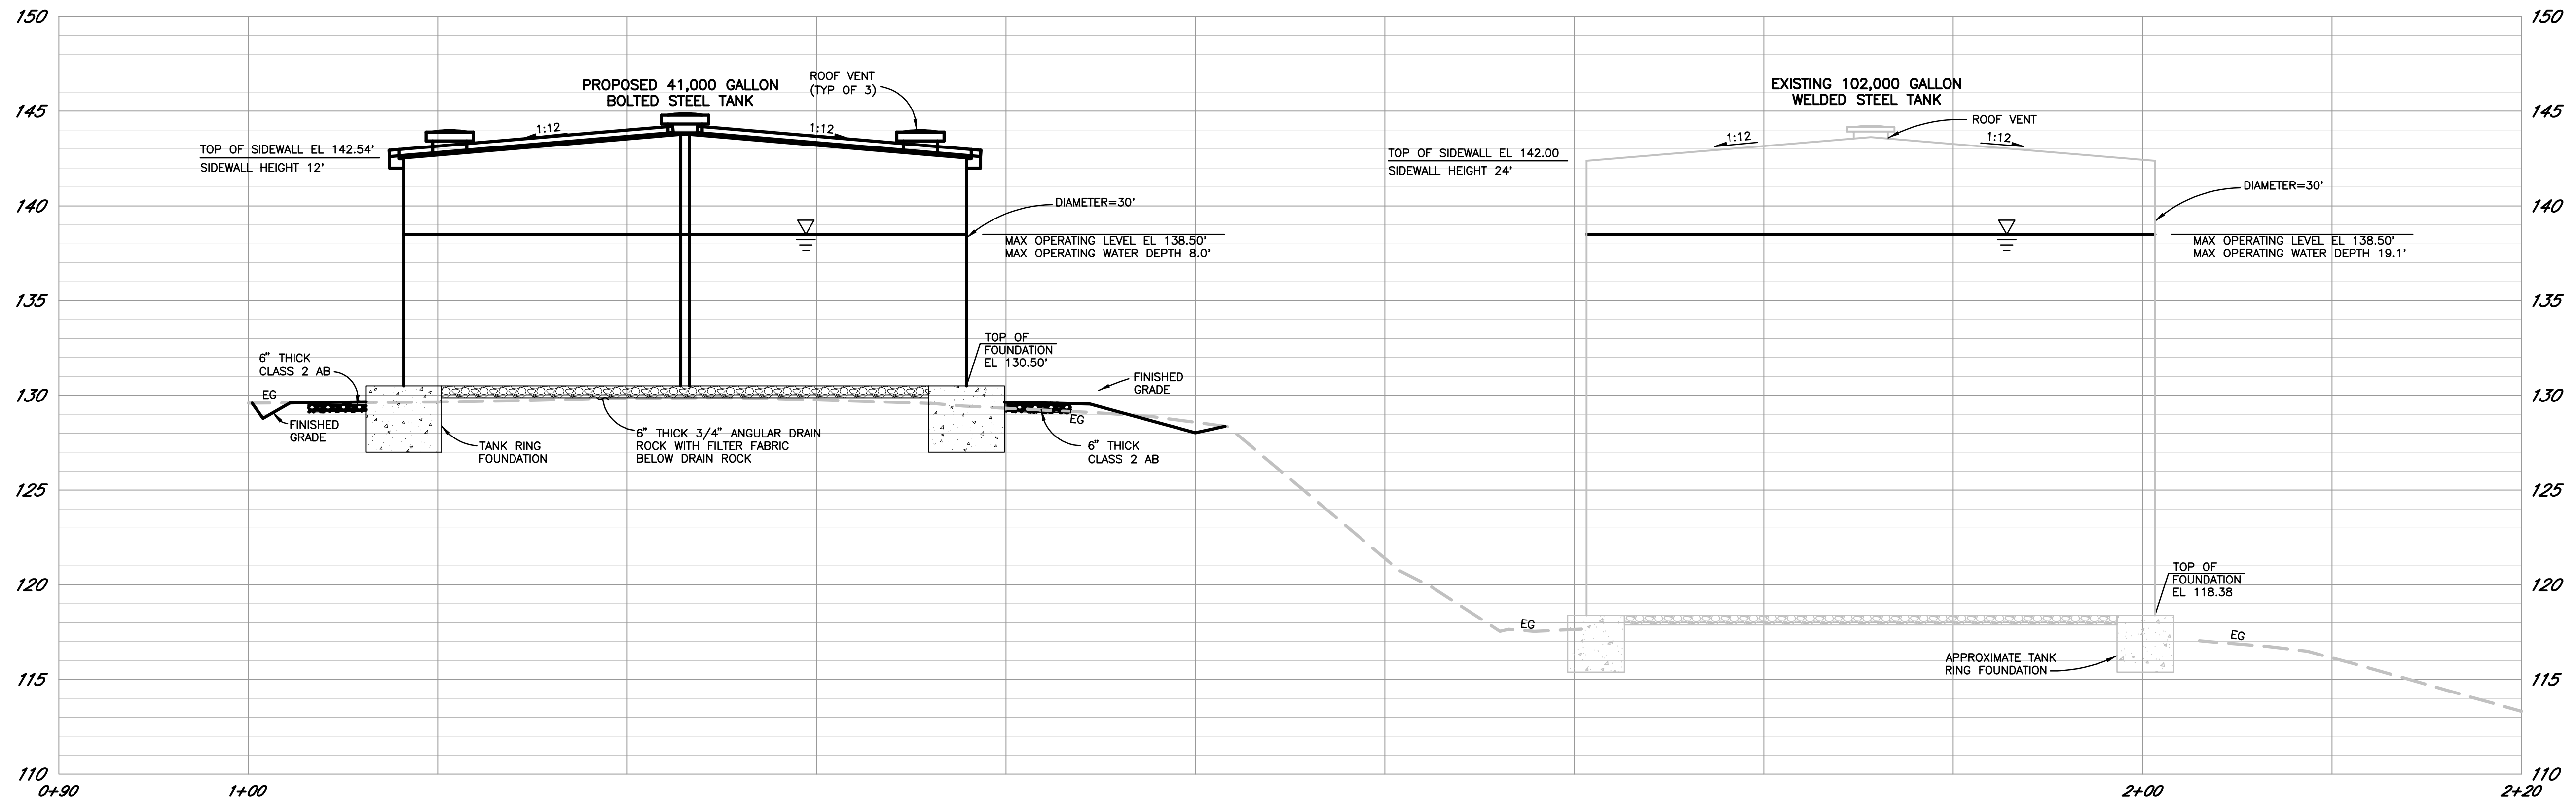 150
150
PROPOSED 41,000 GALLON
BOLTED STEEL TANK
ROOF VENT
(TYP OF 3)
EXISTING 102,000 GALLON
WELDED STEEL TANK
145
145
1:12
1:12
ROOF VENT
1:12
1:12
TOP OF SIDEWALL EL 142.54'
SIDEWALL HEIGHT 12'
TOP OF SIDEWALL EL 142.00
SIDEWALL HEIGHT 24'
140
140
DIAMETER=30'
DIAMETER=30'
MAX OPERATING LEVEL EL 138.50'
MAX OPERATING WATER DEPTH 8.0'
MAX OPERATING LEVEL EL 138.50'
MAX OPERATING WATER DEPTH 19.1'
135
135
TOP OF
FOUNDATION
EL 130.50'
6" THICK
CLASS 2 AB
FINISHED
GRADE
130
130
EG
EG
FINISHED
GRADE
TANK RING
FOUNDATION
6" THICK 3/4" ANGULAR DRAIN
ROCK WITH FILTER FABRIC
BELOW DRAIN ROCK
6" THICK
CLASS 2 AB
125
125
120
120
TOP OF
FOUNDATION
EL 118.38
EG
EG
APPROXIMATE TANK
RING FOUNDATION
115
115
110
110
0+90
1+00
2+00
2+20